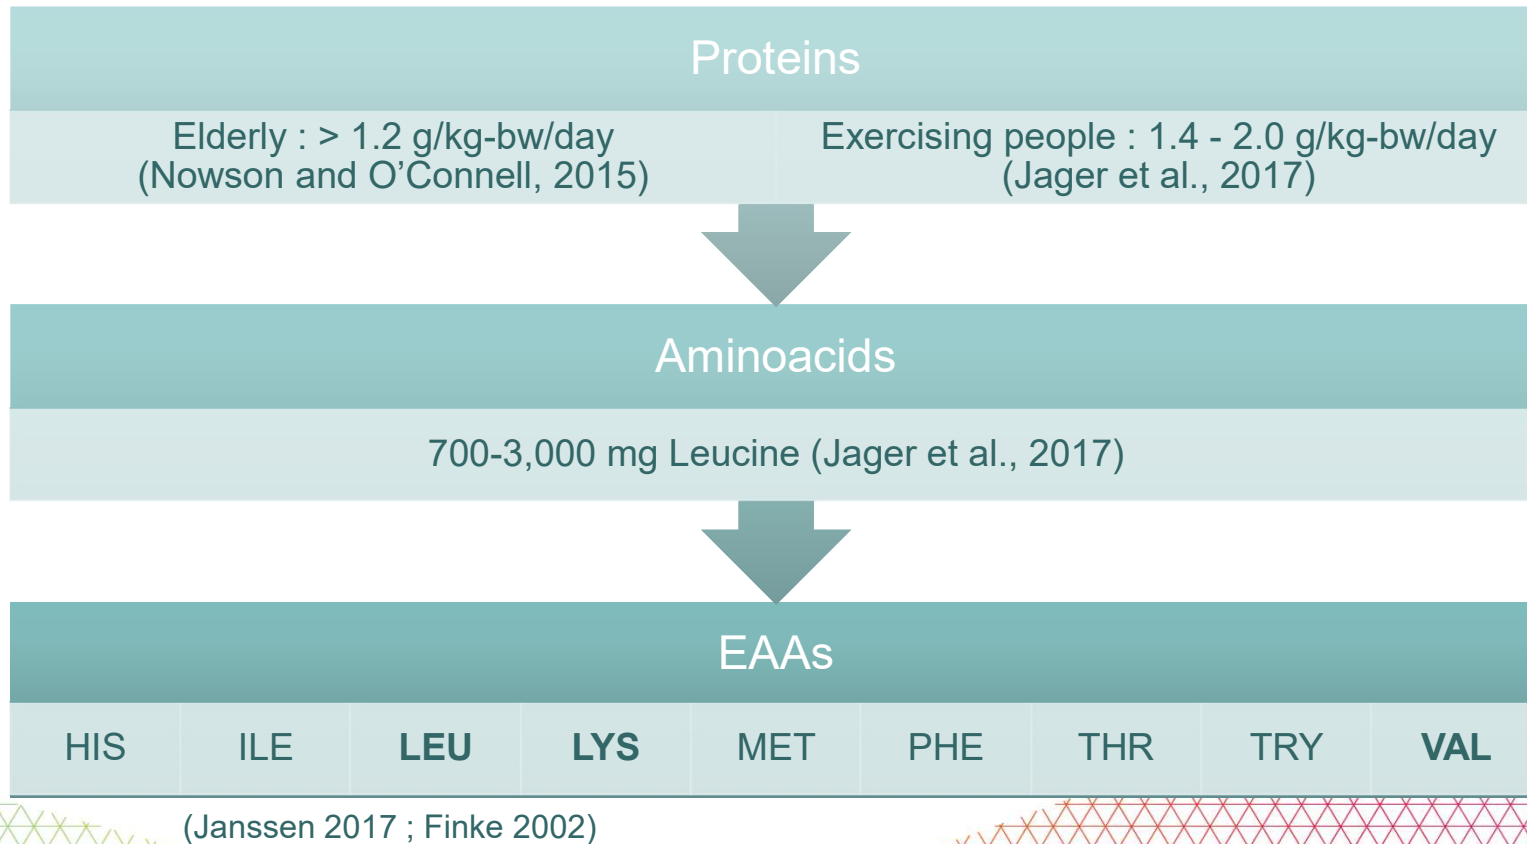 Proteins
Elderly : > 1.2 g/kg-bw/day
(Nowson and O’Connell, 2015)
Exercising people : 1.4 - 2.0 g/kg-bw/day
(Jager et al., 2017)
Aminoacids
700-3,000 mg Leucine (Jager et al., 2017)
EAAs
HIS ILE LEU LYS MET PHE THR TRY VAL
(Janssen 2017 ; Finke 2002)